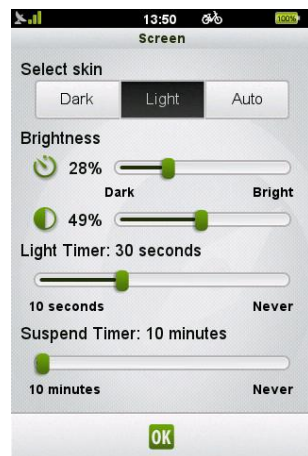 13:50 100%
Screen
Select skin
Dark Light Auto
Brightness
28%
Dark Bright
49%
Light Timer: 30 seconds
10 seconds Never
Suspend Timer: 10 minutes
10 minutes Never
OK